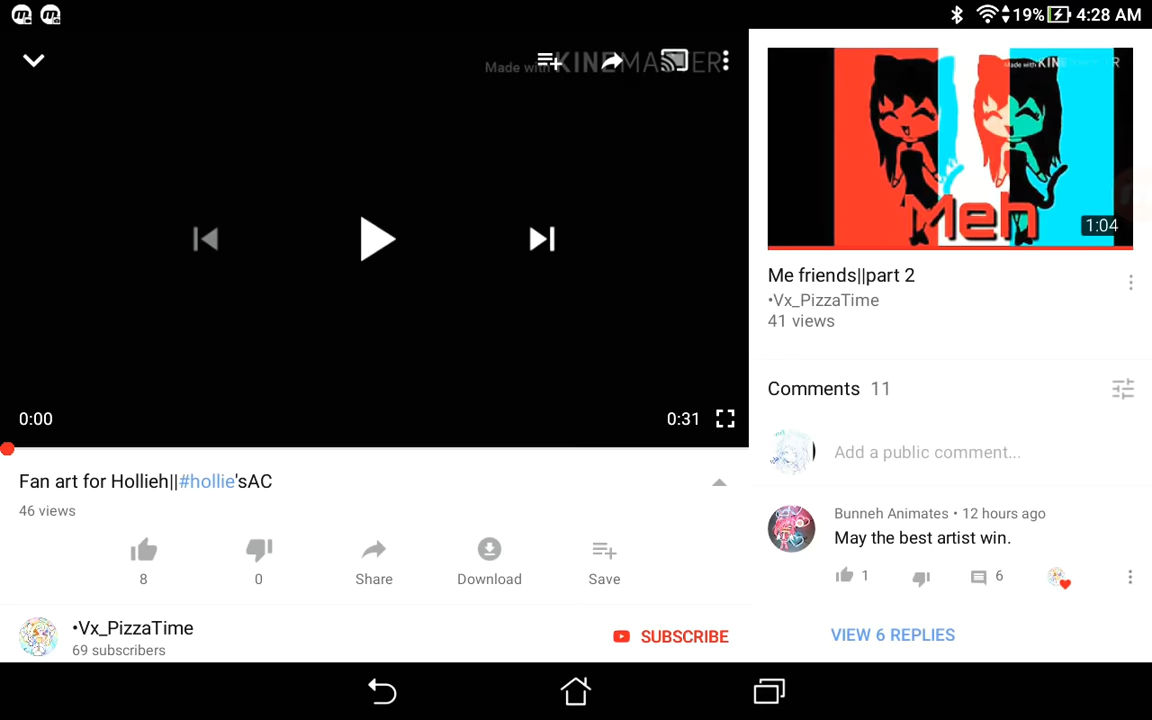 19% 4:28 AM
Made with KINEMASTER
0:00
0:31
Fan art for Hollieh||#hollie'sAC
46 views
8
0
Share
Download
Save
•Vx_PizzaTime
69 subscribers
SUBSCRIBE
Made with KINEMASTER
Meh
1:04
Me friends||part 2
•Vx_PizzaTime
41 views
Comments 11
Add a public comment...
Bunneh Animates • 12 hours ago
May the best artist win.
1
6
VIEW 6 REPLIES